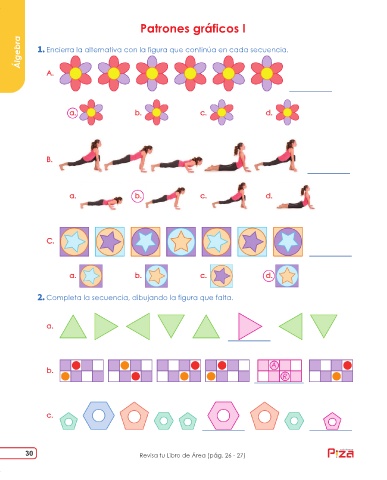 Álgebra
Patrones gráficos I
1. Encierra la alternativa con la figura que continúa en cada secuencia.
A.
a. b. c. d.
B.
a. b. c. d.
C.
a. b. c. d.
2. Completa la secuencia, dibujando la figura que falta.
a.
b.
A
R
c.
30
Revisa tu Libro de Área (pág. 26 - 27)
Piza